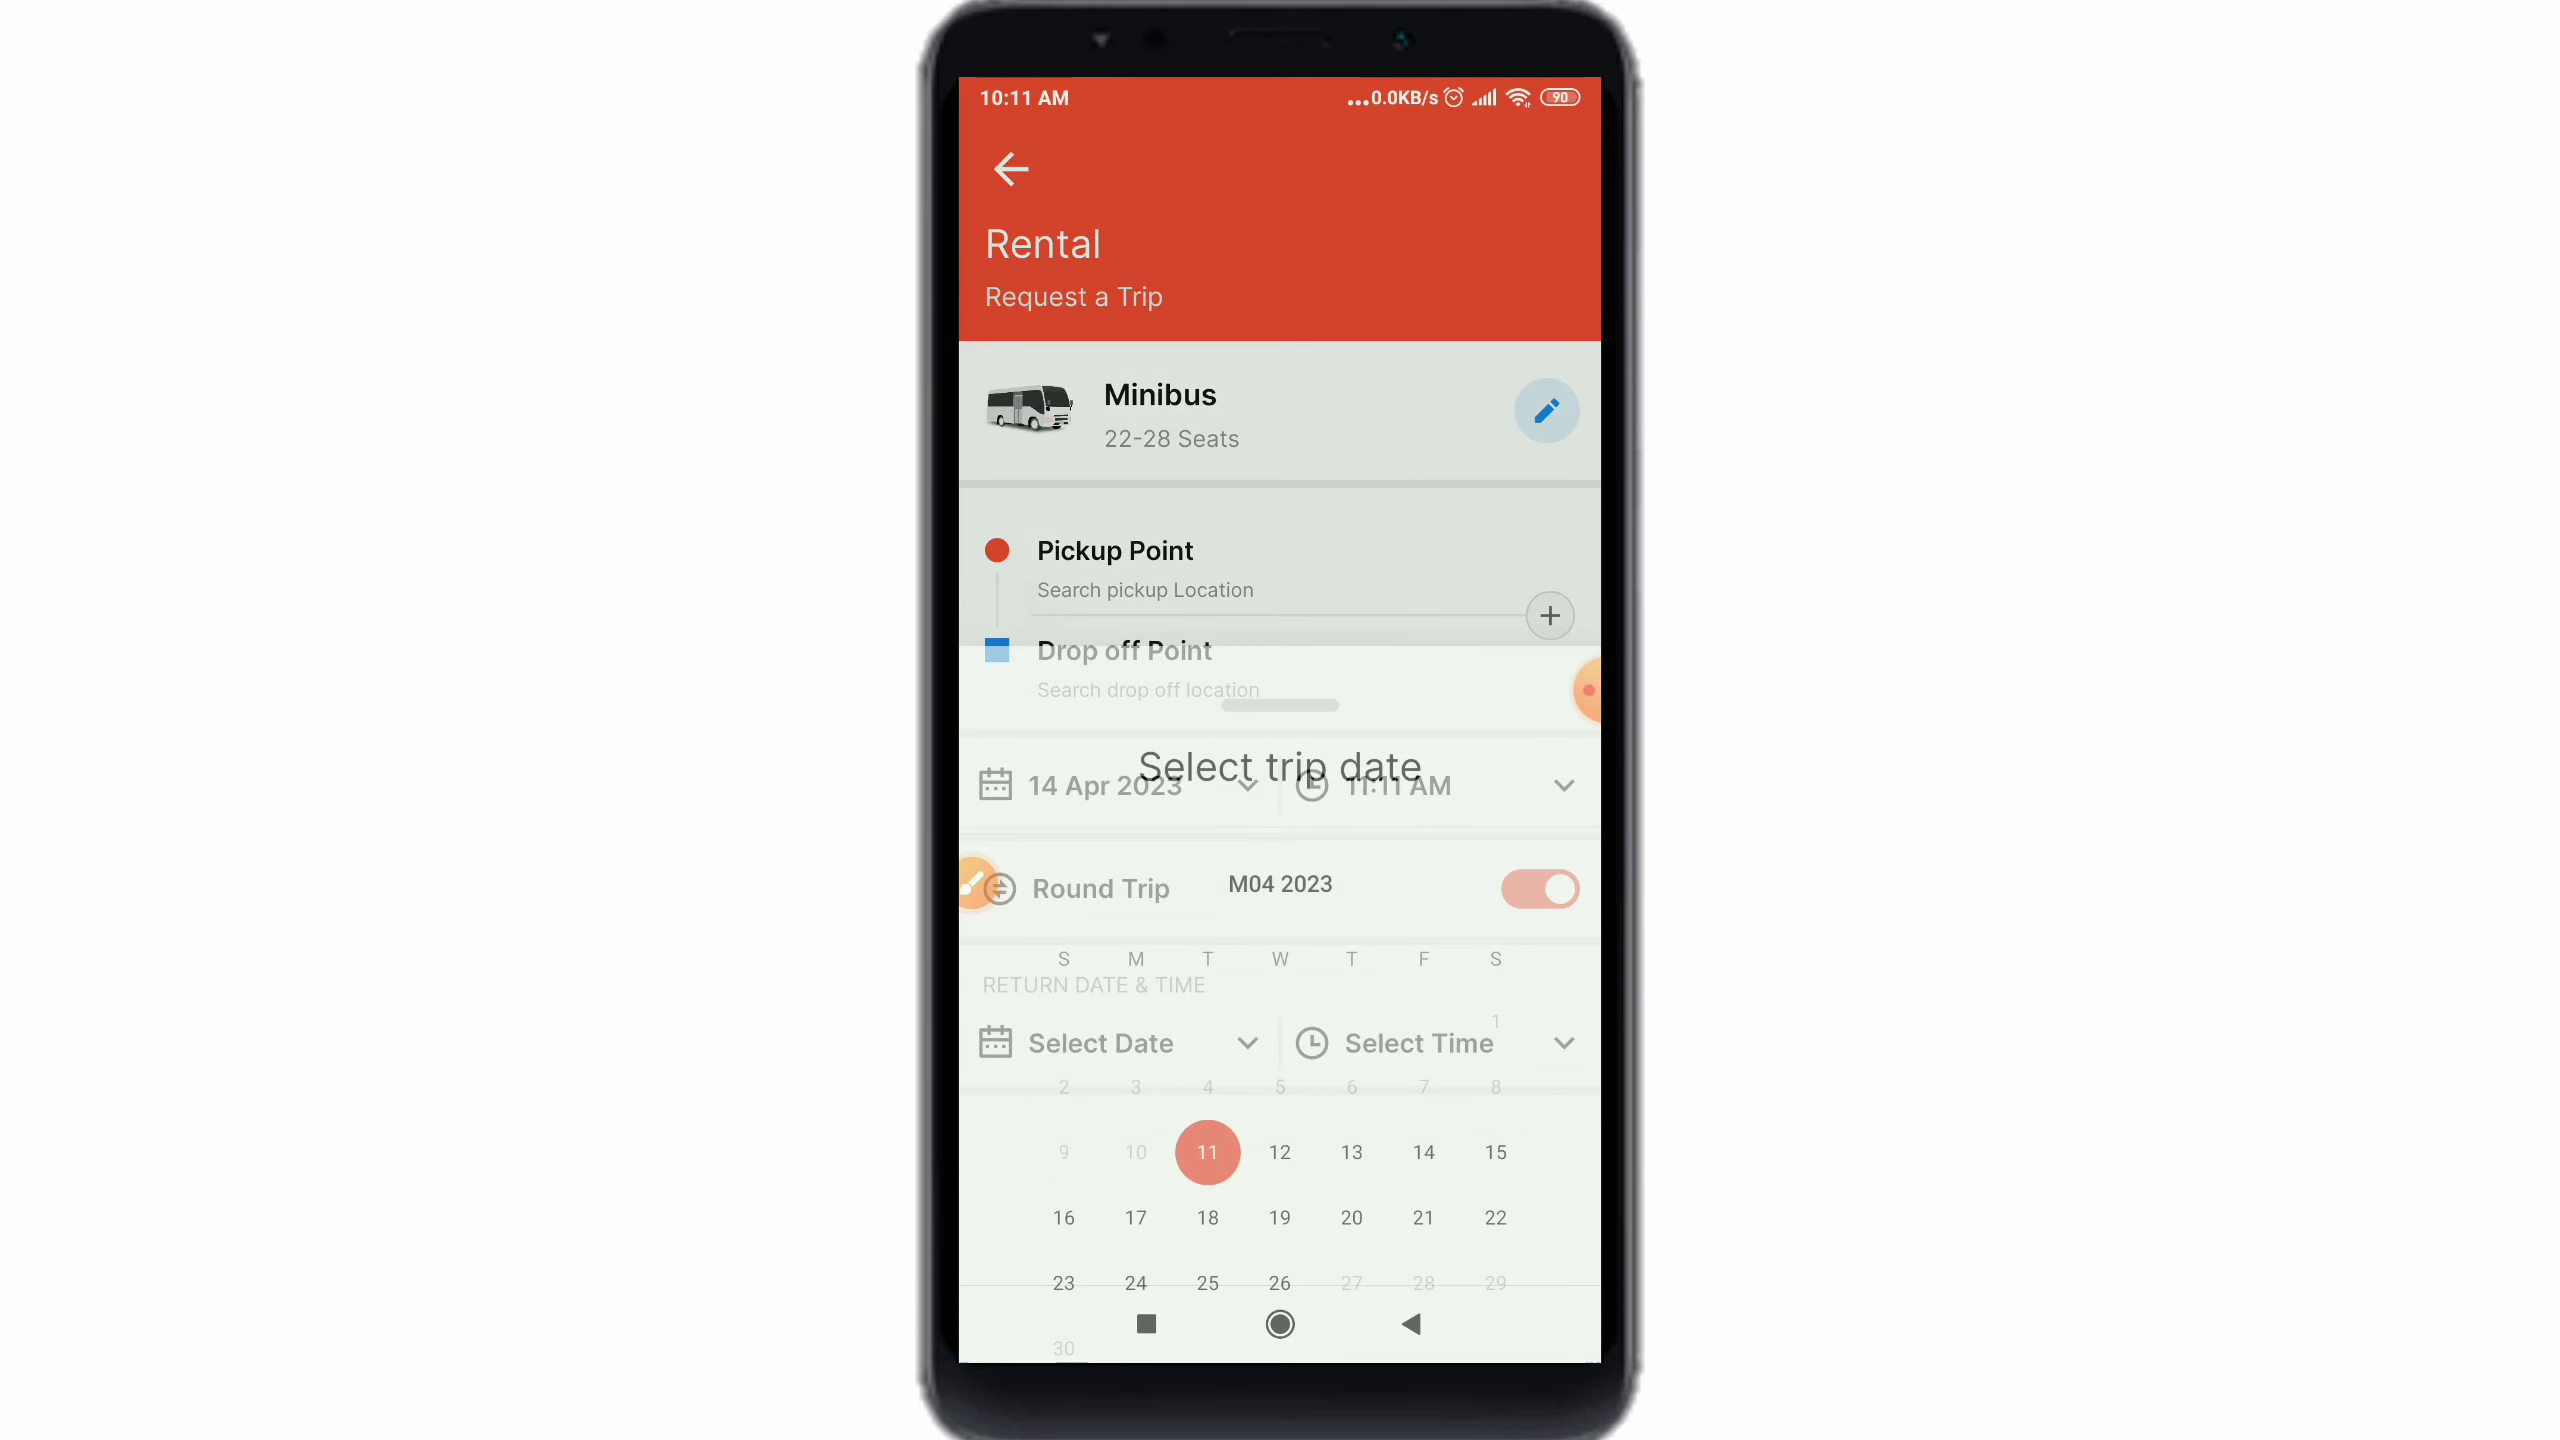 10:11 AM
...0.0KB/s 90
Rental
Request a Trip
Minibus
22-28 Seats
Pickup Point
Search pickup Location
Drop off Point
Search drop off location
Select trip date
14 Apr 2023 11:11 AM
Round Trip
M04 2023
S M T W T F S
RETURN DATE & TIME
1
Select Date Select Time
2 3 4 5 6 7 8
9 10 11 12 13 14 15
16 17 18 19 20 21 22
23 24 25 26 27 28 29
30